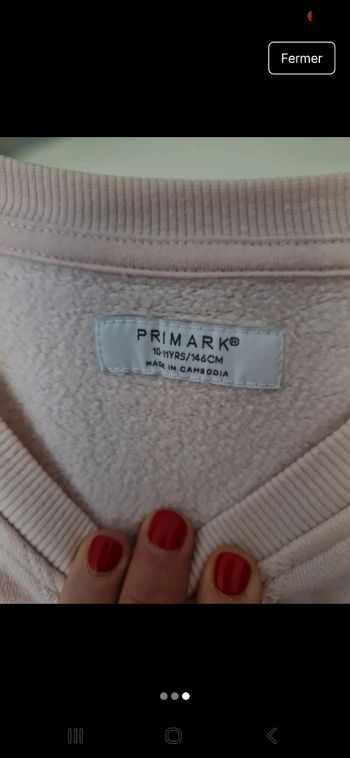 Fermer
PRIMARK®
10-11YRS/146CM
MADE IN CAMBODIA